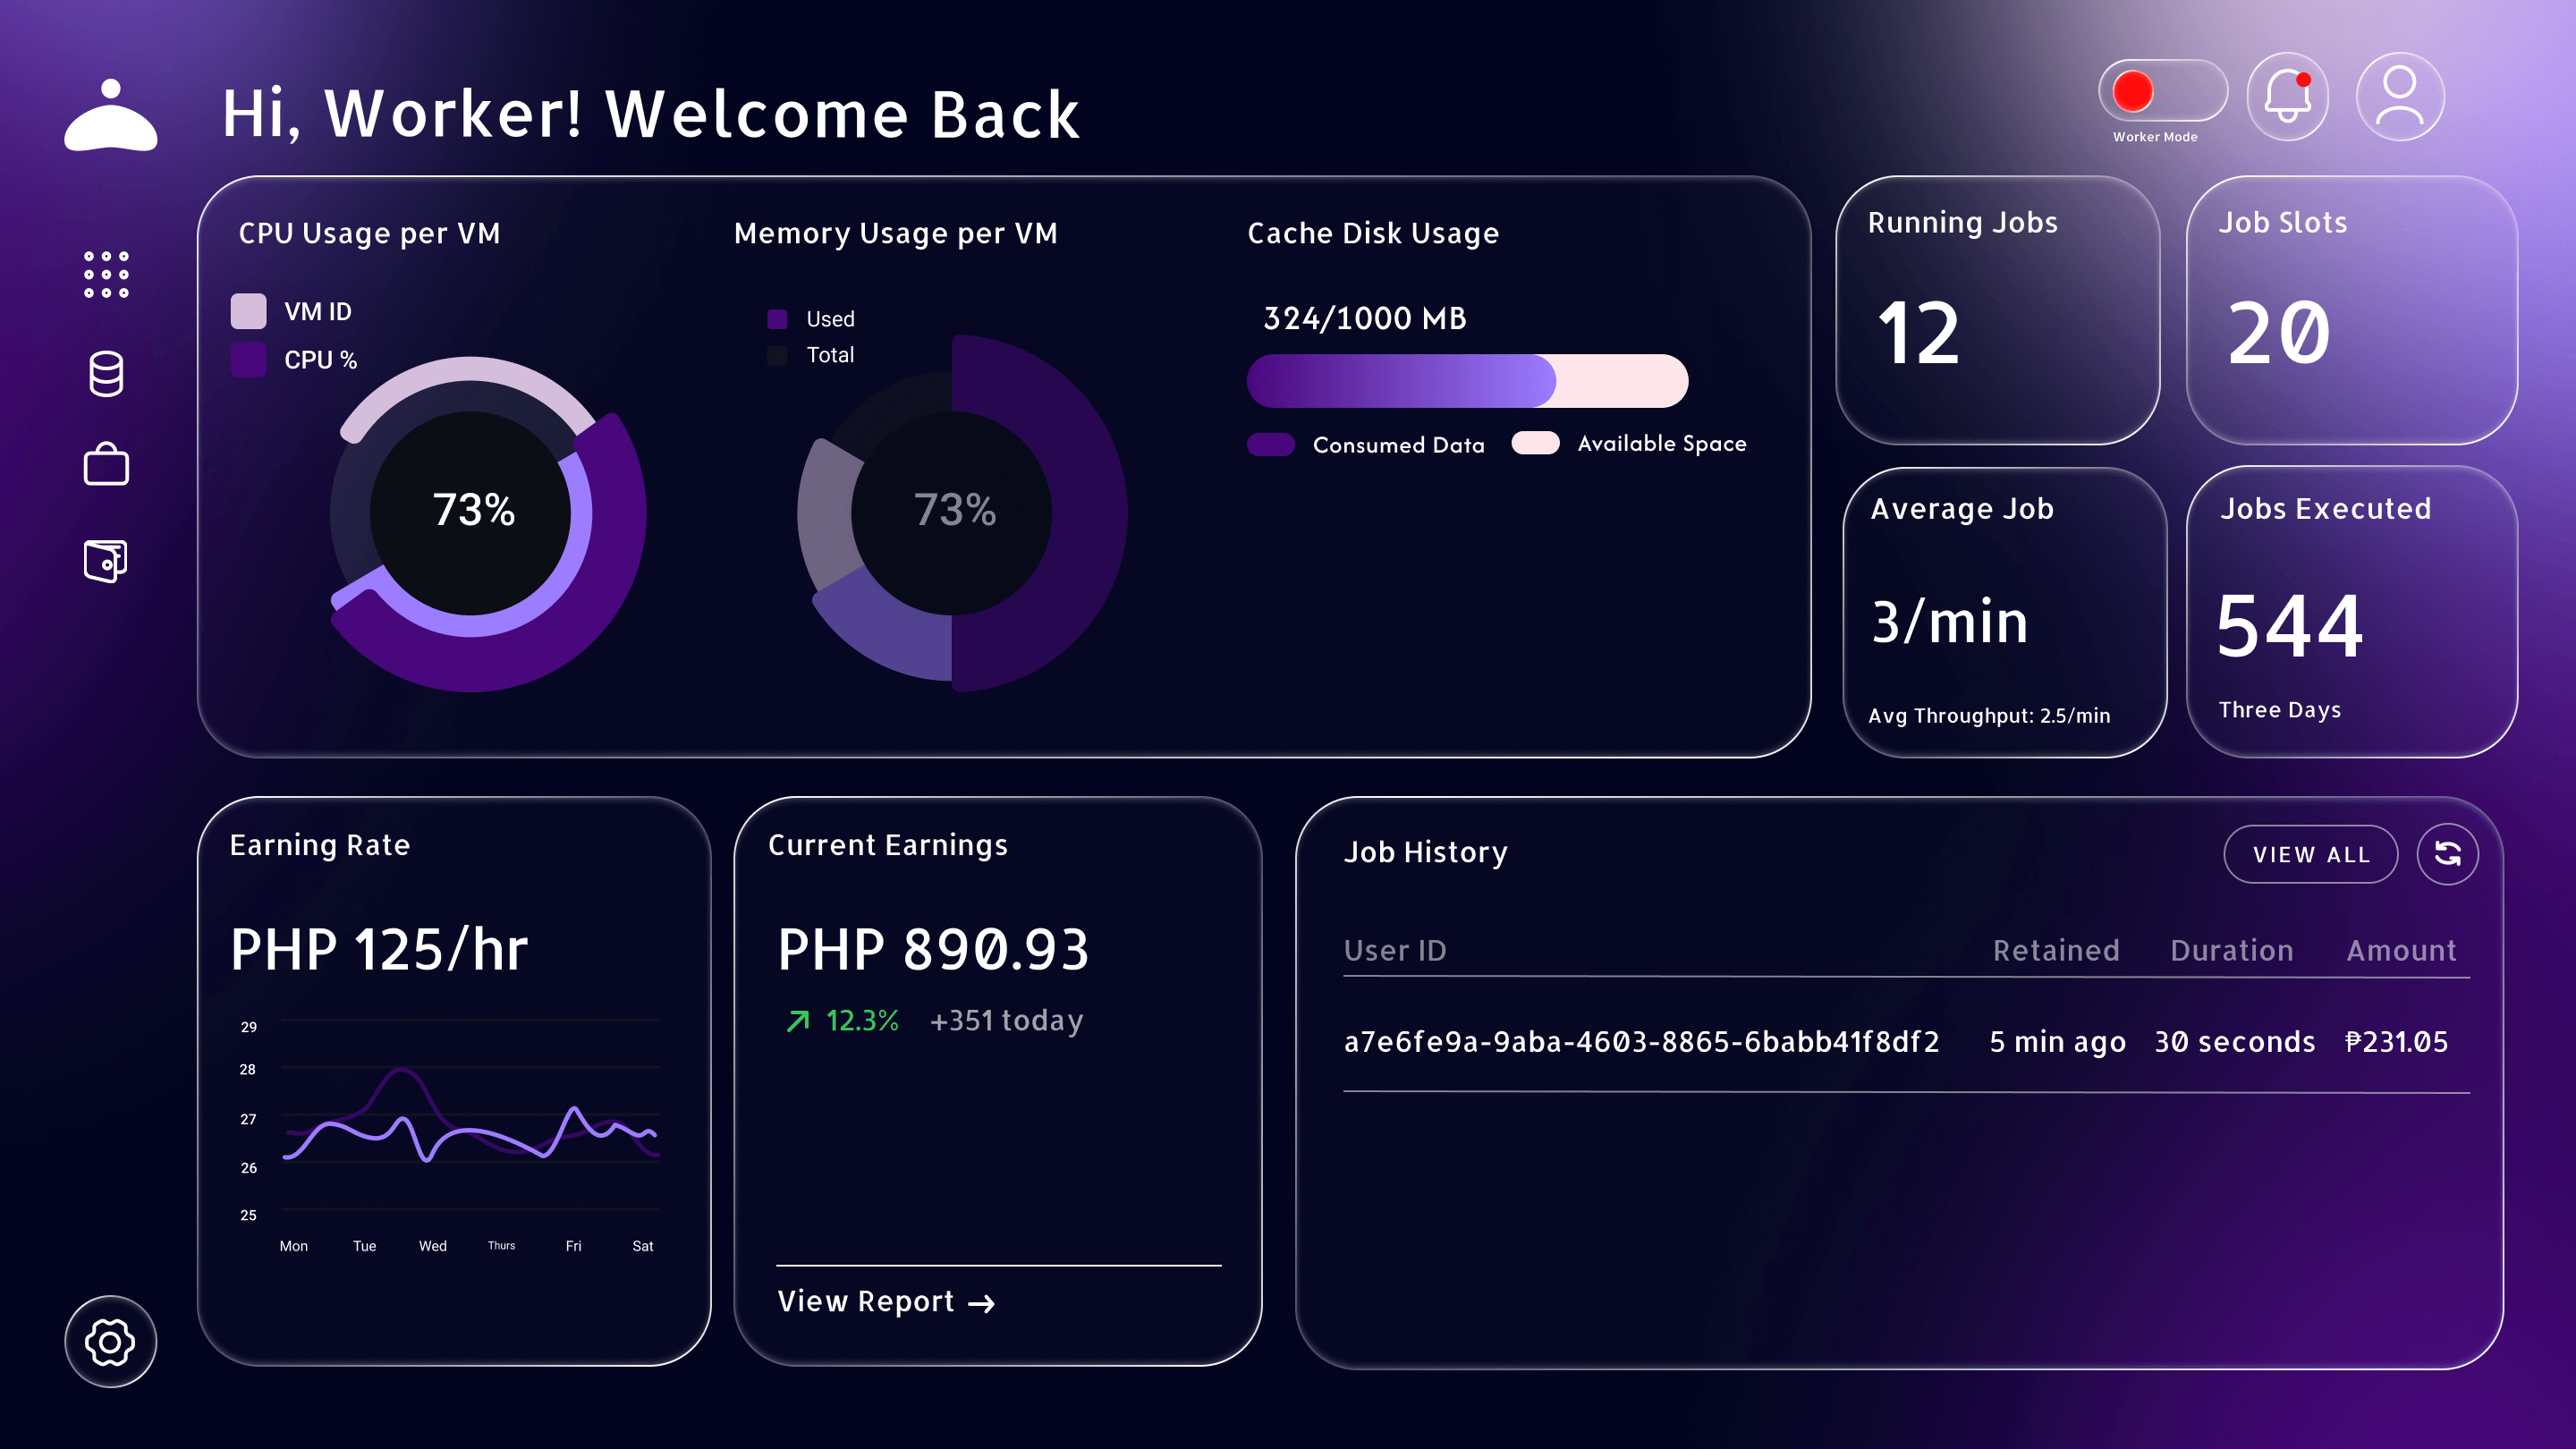 Hi, Worker! Welcome Back
Worker Mode
CPU Usage per VM
VM ID
CPU %
73%
Memory Usage per VM
Used
Total
73%
Cache Disk Usage
324/1000 MB
Consumed Data
Available Space
Running Jobs
12
Job Slots
20
Average Job
3/min
Avg Throughput: 2.5/min
Jobs Executed
544
Three Days
Earning Rate
PHP 125/hr
29
28
27
26
25
Mon Tue Wed Thurs Fri Sat
Current Earnings
PHP 890.93
12.3% +351 today
View Report →
Job History
VIEW ALL
User ID Retained Duration Amount
a7e6fe9a-9aba-4603-8865-6babb41f8df2 5 min ago 30 seconds ₱231.05